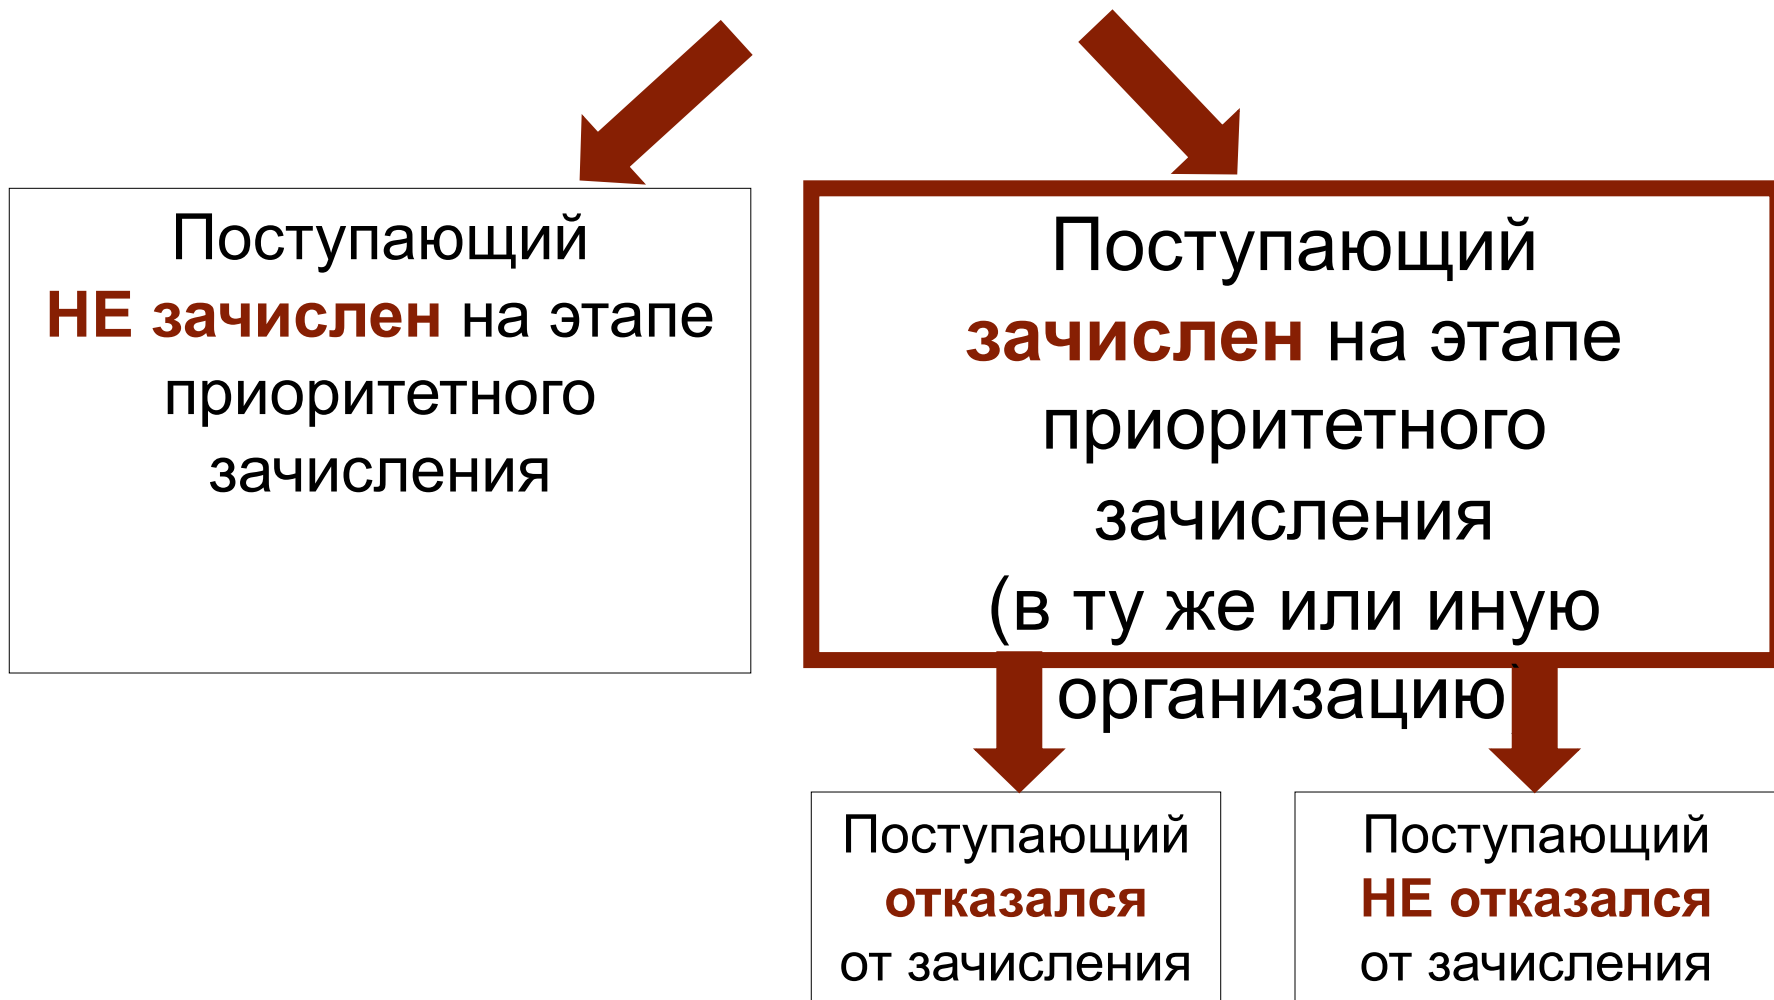 Поступающий
НЕ зачислен на этапе
приоритетного
зачисления
Поступающий
зачислен на этапе
приоритетного
зачисления
(в ту же или иную
организацию
Поступающий
отказался
от зачисления
Поступающий
НЕ отказался
от зачисления